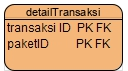 detailTransaksi
transaksi ID PK FK
paketID PK FK